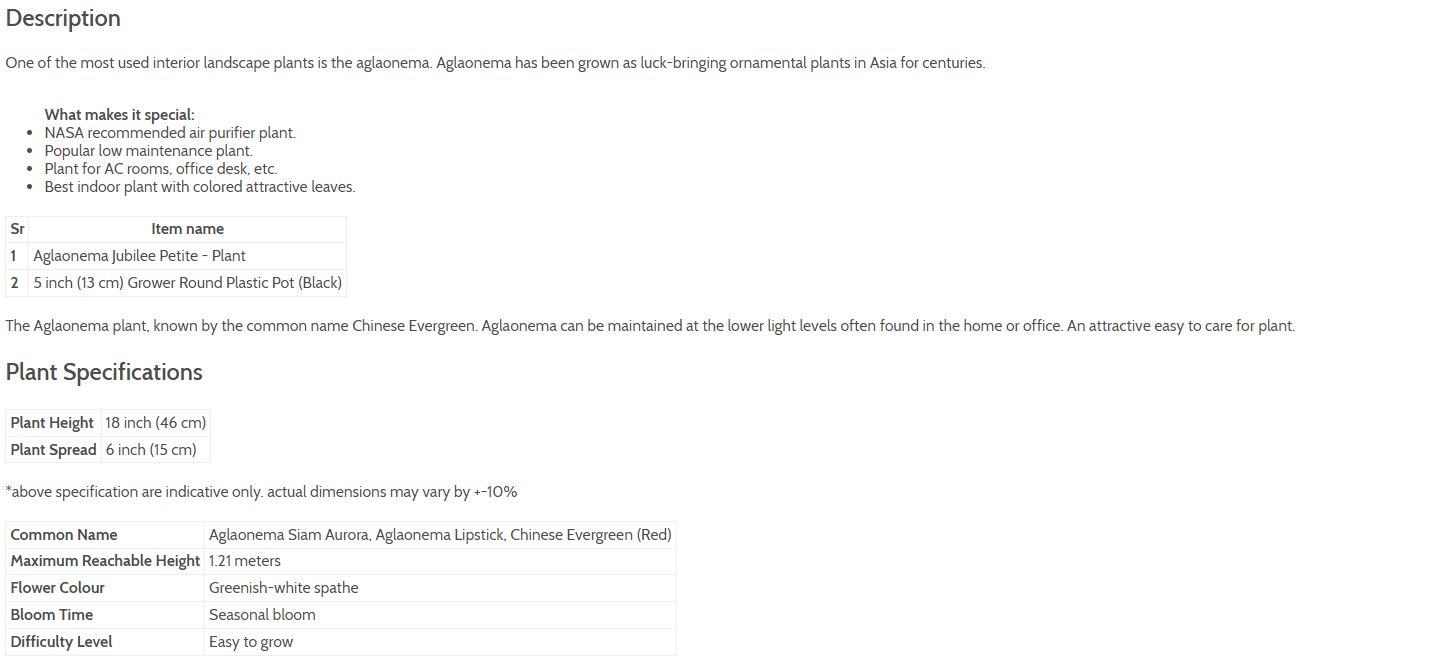 Description
One of the most used interior landscape plants is the aglaonema. Aglaonema has been grown as luck-bringing ornamental plants in Asia for centuries.
What makes it special:
• NASA recommended air purifier plant.
• Popular low maintenance plant.
• Plant for AC rooms, office desk, etc.
• Best indoor plant with colored attractive leaves.
Sr Item name
1 Aglaonema Jubilee Petite - Plant
2 5 inch (13 cm) Grower Round Plastic Pot (Black)
The Aglaonema plant, known by the common name Chinese Evergreen. Aglaonema can be maintained at the lower light levels often found in the home or office. An attractive easy to care for plant.
Plant Specifications
Plant Height 18 inch (46 cm)
Plant Spread 6 inch (15 cm)
*above specification are indicative only. actual dimensions may vary by +-10%
Common Name Aglaonema Siam Aurora, Aglaonema Lipstick, Chinese Evergreen (Red)
Maximum Reachable Height 1.21 meters
Flower Colour Greenish-white spathe
Bloom Time Seasonal bloom
Difficulty Level Easy to grow